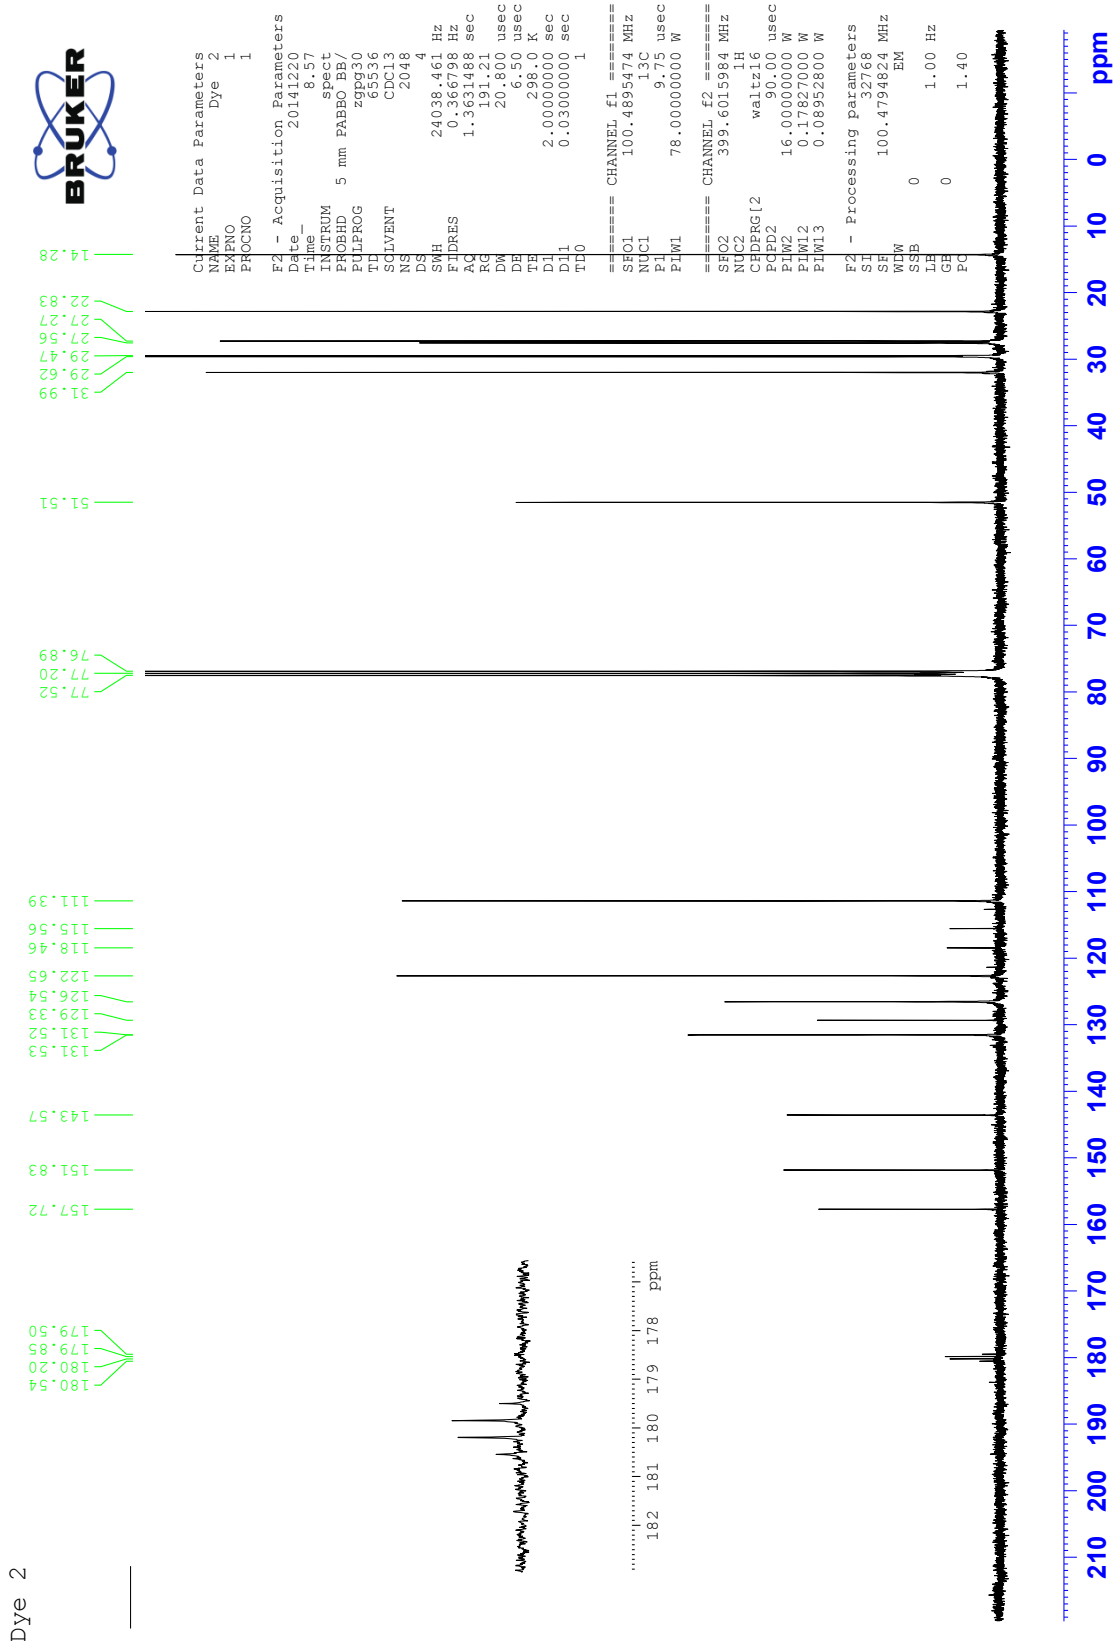 Dye 2
BRUKER
180.54
180.20
179.85
179.50
157.72
151.83
143.57
131.53
131.52
129.33
126.54
122.65
118.46
115.56
111.39
77.52
77.20
76.89
51.51
31.99
29.62
29.47
27.56
27.27
22.83
14.28
Current Data Parameters
NAME Dye 2
EXPNO 1
PROCNO 1
F2 - Acquisition Parameters
Date_ 20141220
Time 8.57
INSTRUM spect
PROBHD 5 mm PABBO BB/
PULPROG zgpg30
TD 65536
SOLVENT CDCl3
NS 2048
DS 4
SWH 24038.461 Hz
FIDRES 0.366798 Hz
AQ 1.3631488 sec
RG 191.21
DW 20.800 usec
DE 6.50 usec
TE 298.0 K
D1 2.00000000 sec
D11 0.03000000 sec
TD0 1
======== CHANNEL f1 ========
SFO1 100.4895474 MHz
NUC1 13C
P1 9.75 usec
PLW1 78.00000000 W
======== CHANNEL f2 ========
SFO2 399.6015984 MHz
NUC2 1H
CPDPRG[2 waltz16
PCPD2 90.00 usec
PLW2 16.00000000 W
PLW12 0.17827000 W
PLW13 0.08952800 W
F2 - Processing parameters
SI 32768
SF 100.4794824 MHz
WDW EM
SSB 0
LB 1.00 Hz
GB 0
PC 1.40
182 181 180 179 178 ppm
210 200 190 180 170 160 150 140 130 120 110 100 90 80 70 60 50 40 30 20 10 0 ppm